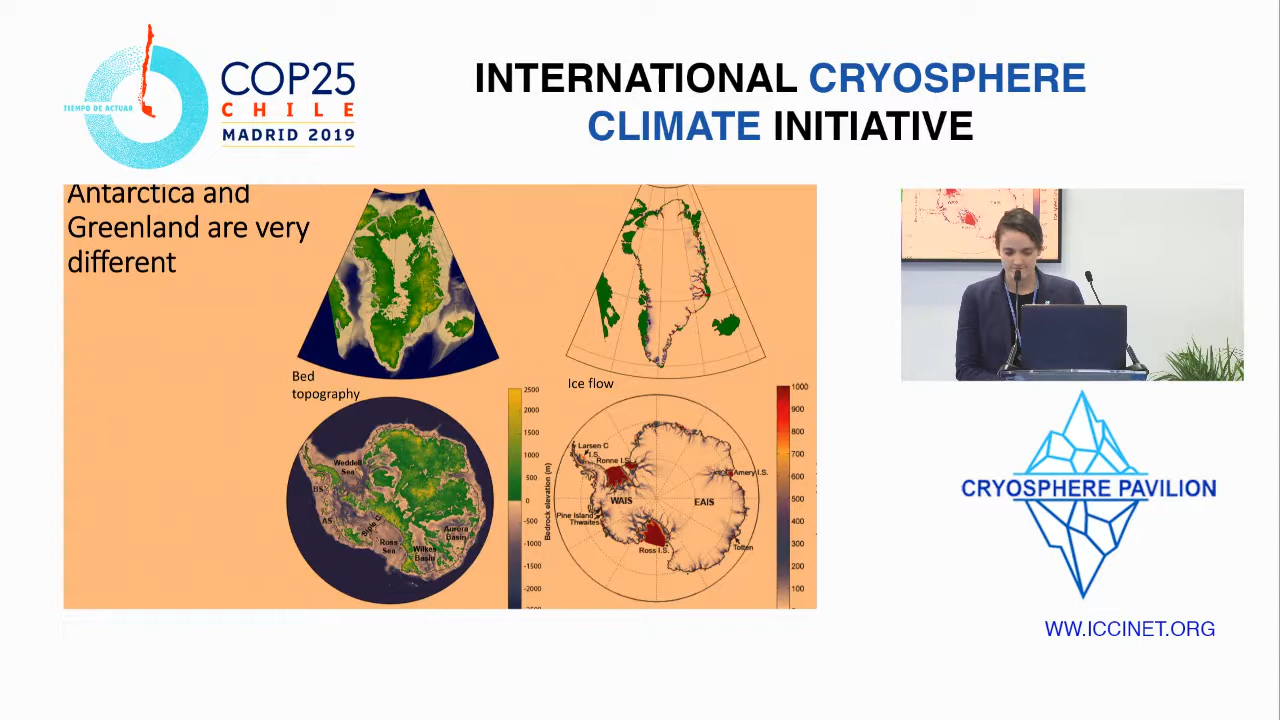 COP25
CHILE
MADRID 2019
TIEMPO DE ACTUAR
INTERNATIONAL CRYOSPHERE
CLIMATE INITIATIVE
Antarctica and
Greenland are very
different
Bed
topography
Ice flow
2500
2000
1500
1000
500
0
-500
-1000
-1500
-2000
Bedrock elevation (m)
Weddell
Sea
BS
AS
Siple C
Ross
Sea
Wilkes
Basin
Aurora
Basin
1000
900
800
700
600
500
400
300
200
100
Larsen C
I.S.
Ronne I.S.
Amery I.S.
WAIS
EAIS
Pine Island
Thwaites
Ross I.S.
Totten
CRYOSPHERE PAVILION
WW.ICCINET.ORG